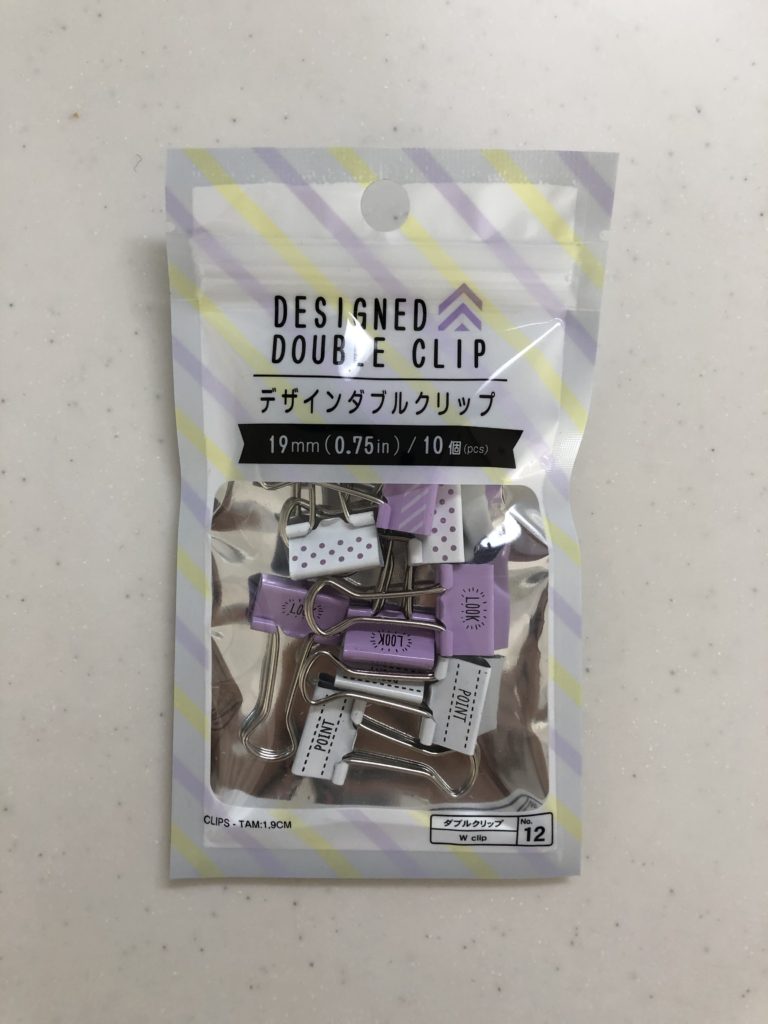 DESIGNED
DOUBLE CLIP
デザインダブルクリップ
19mm (0.75in) / 10個(pcs)
LOOK
LOOK
LOOK
POINT
POINT
CLIPS - TAM:1,9CM
ダブルクリップ
W clip
No.
12